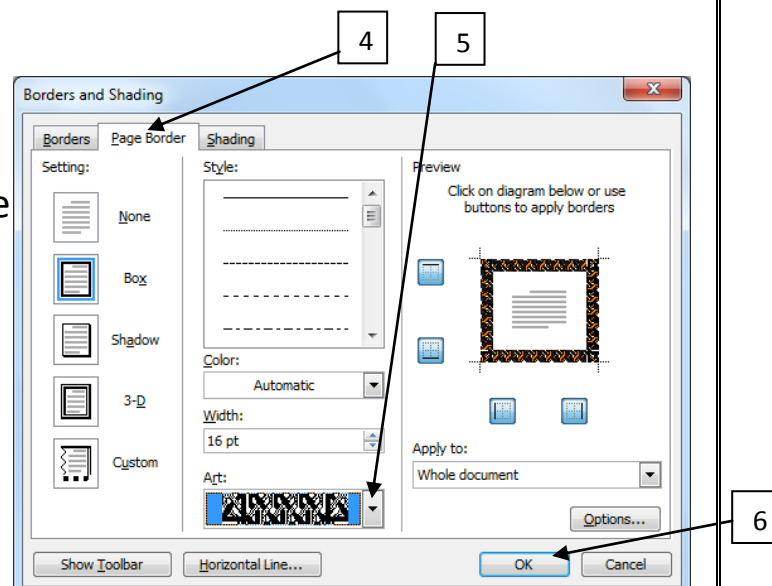 4
5
Borders and Shading
Borders
Page Border
Shading
Setting:
None
Box
Shadow
3-D
Custom
Style:
Color:
Automatic
Width:
16 pt
Art:
Preview
Click on diagram below or use
buttons to apply borders
Apply to:
Whole document
Options...
6
Show Toolbar
Horizontal Line...
OK
Cancel
e